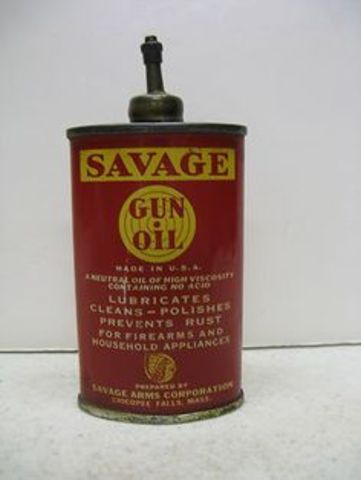 SAVAGE
GUN
OIL
MADE IN U.S.A.
A NEUTRAL OIL OF HIGH VISCOSITY
CONTAINING NO ACID
LUBRICATES
CLEANS - POLISHES
PREVENTS RUST
FOR FIREARMS AND
HOUSEHOLD APPLIANCES
PREPARED BY
SAVAGE ARMS CORPORATION
CHICOPEE FALLS, MASS.